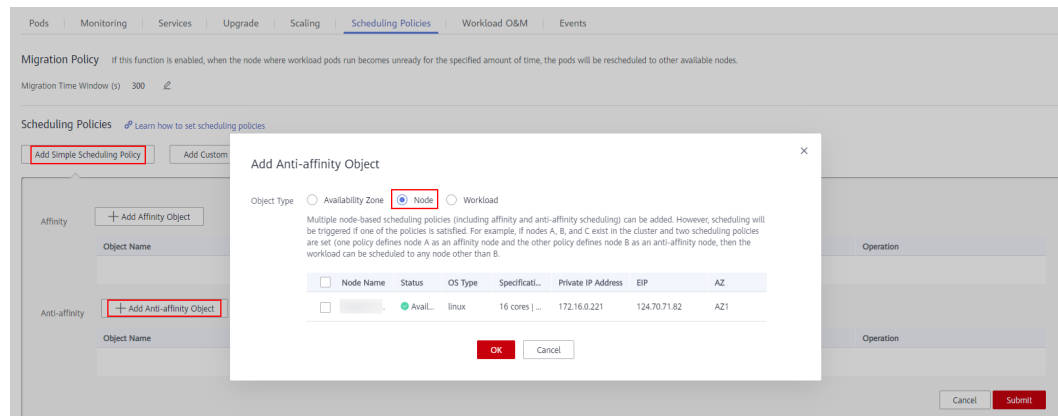 Pods Monitoring Services Upgrade Scaling Scheduling Policies Workload O&M Events
Migration Policy If this function is enabled, when the node where workload pods run becomes unready for the specified amount of time, the pods will be rescheduled to other available nodes.
Migration Time Window (s) 300
Scheduling Policies Learn how to set scheduling policies
Add Simple Scheduling Policy Add Custom
Add Anti-affinity Object
Object Type Availability Zone Node Workload
Multiple node-based scheduling policies (including affinity and anti-affinity scheduling) can be added. However, scheduling will
be triggered if one of the policies is satisfied. For example, if nodes A, B, and C exist in the cluster and two scheduling policies
are set (one policy defines node A as an affinity node and the other policy defines node B as an anti-affinity node, then the
workload can be scheduled to any node other than B.
Affinity + Add Affinity Object
Object Name Operation
Node Name Status OS Type Specificati... Private IP Address EIP AZ
Avail... linux 16 cores | ... 172.16.0.221 124.70.71.82 AZ1
Anti-affinity + Add Anti-affinity Object
Object Name Operation
OK Cancel
Cancel Submit